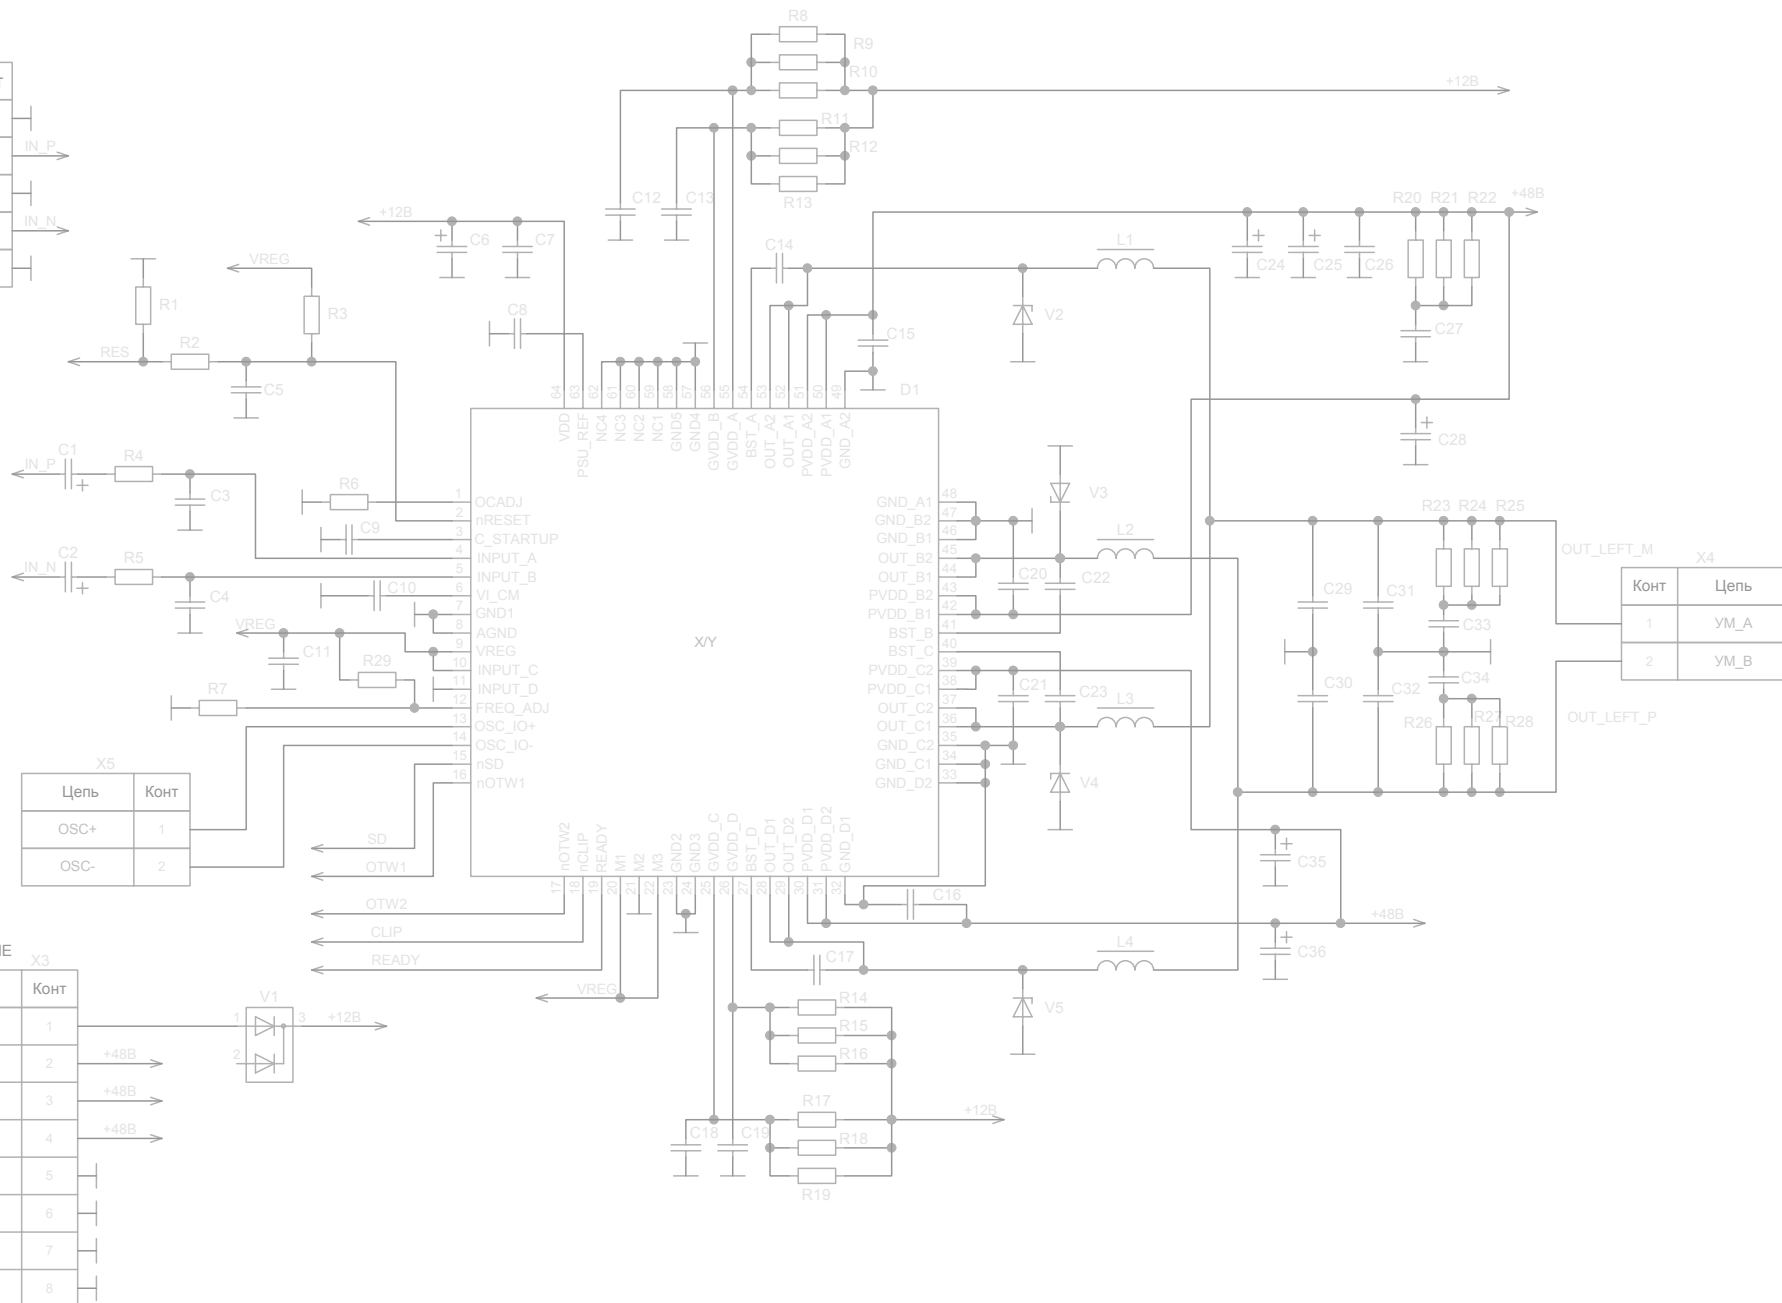 R8
R9
R10
+12В
R11
R12
R13
IN_P
IN_N
C12
C13
+12В
C6
C7
VREG
R1
R3
C8
RES
R2
C5
C14
L1
V2
C15
D1
+48В
R20
R21
R22
C24
C25
C26
C27
C28
64 63 62 61 60 59 58 57 56 55 54 53 52 51 50 49
VDD
PSU_REF
NC4
NC3
NC2
NC1
GND5
GND4
GVDD_B
GVDD_A
BST_A
OUT_A2
OUT_A1
PVDD_A2
PVDD_A1
GND_A2
IN_P
C1
R4
C3
IN_N
C2
R5
C4
R6
C9
C10
VREG
C11
R29
R7
1 OCADJ
2 nRESET
3 C_STARTUP
4 INPUT_A
5 INPUT_B
6 VI_CM
7 GND1
8 AGND
9 VREG
10 INPUT_C
11 INPUT_D
12 FREQ_ADJ
13 OSC_IO+
14 OSC_IO-
15 nSD
16 nOTW1
X/Y
GND_A1 48
GND_B2 47
GND_B1 46
OUT_B2 45
OUT_B1 44
PVDD_B2 43
PVDD_B1 42
BST_B 41
BST_C 40
PVDD_C2 39
PVDD_C1 38
OUT_C2 37
OUT_C1 36
GND_C2 35
GND_C1 34
GND_D2 33
V3
L2
C20
C22
C21
C23
L3
V4
R23
R24
R25
OUT_LEFT_M
C29
C31
C33
C30
C32
C34
R26
R27
R28
OUT_LEFT_P
X4
Конт Цепь
1 УМ_A
2 УМ_B
X5
Цепь Конт
OSC+ 1
OSC- 2
nOTW2
nCLIP
READY
M1
M2
M3
GND2
GND3
GVDD_C
GVDD_D
BST_D
OUT_D1
OUT_D2
PVDD_D1
PVDD_D2
GND_D1
17 18 19 20 21 22 23 24 25 26 27 28 29 30 31 32
SD
OTW1
OTW2
CLIP
READY
VREG
C16
C35
+48В
C36
C17
L4
V5
R14
R15
R16
R17
+12В
C18
C19
R18
R19
ИЕ
X3
Конт
1
2 +48В
3 +48В
4 +48В
5
6
7
8
V1
1
2
3
+12В